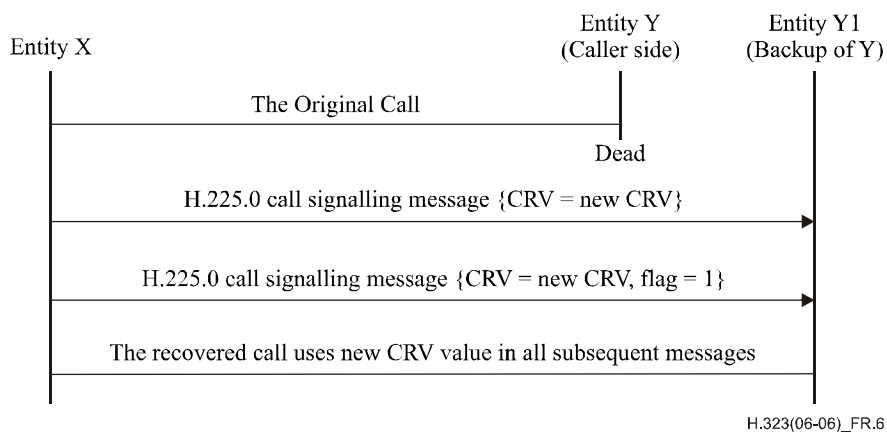 Entity X
Entity Y
(Caller side)
Entity Y1
(Backup of Y)
The Original Call
Dead
H.225.0 call signalling message {CRV = new CRV}
H.225.0 call signalling message {CRV = new CRV, flag = 1}
The recovered call uses new CRV value in all subsequent messages
H.323(06-06)_FR.6